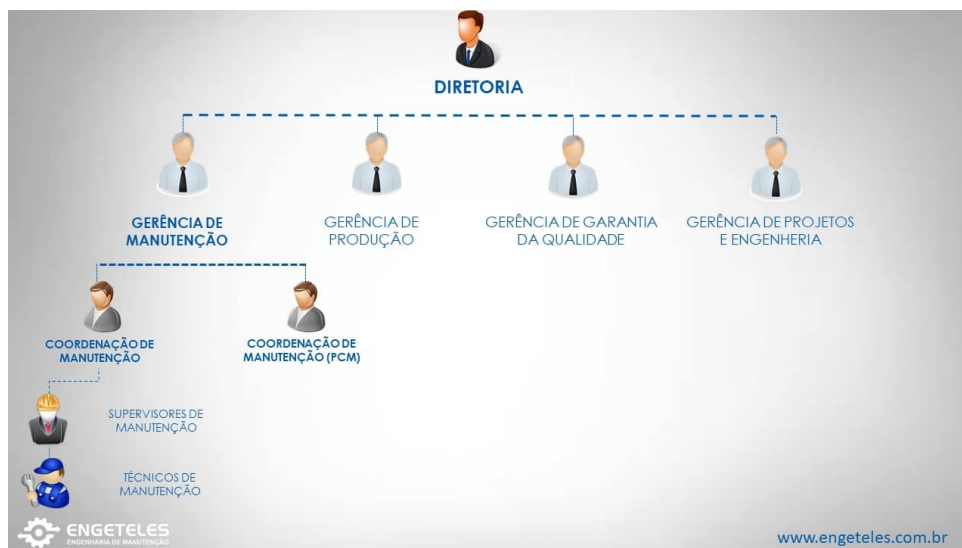 DIRETORIA
GERÊNCIA DE
MANUTENÇÃO
GERÊNCIA DE
PRODUÇÃO
GERÊNCIA DE GARANTIA
DA QUALIDADE
GERÊNCIA DE PROJETOS
E ENGENHERIA
COORDENAÇÃO DE
MANUTENÇÃO
COORDENAÇÃO DE
MANUTENÇÃO (PCM)
SUPERVISORES DE
MANUTENÇÃO
TÉCNICOS DE
MANUTENÇÃO
ENGETELES
ENGENHARIA DE MANUTENÇÃO
www.engeteles.com.br